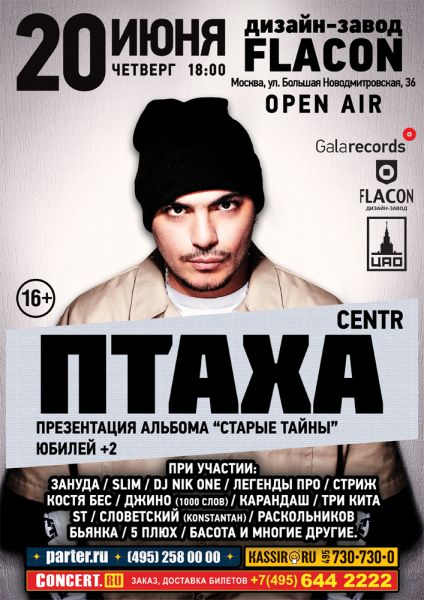 20 ИЮНЯ
ЧЕТВЕРГ 18:00
дизайн-завод
FLACON
Москва, ул. Большая Новодмитровская, 36
OPEN AIR
Galarecords
FLACON
ДИЗАЙН-ЗАВОД
ЦАО
16+
CENTR
ПТАХА
ПРЕЗЕНТАЦИЯ АЛЬБОМА “СТАРЫЕ ТАЙНЫ”
ЮБИЛЕЙ +2
ПРИ УЧАСТИИ:
ЗАНУДА / SLIM / DJ NIK ONE / ЛЕГЕНДЫ ПРО / СТРИЖ
КОСТЯ БЕС / ДЖИНО (1000 СЛОВ) / КАРАНДАШ / ТРИ КИТА
ST / СЛОВЕТСКИЙ (KONSTANTAH) / РАСКОЛЬНИКОВ
БЬЯНКА / 5 ПЛЮХ / БАСОТА И МНОГИЕ ДРУГИЕ.
parter.ru • (495) 258 00 00 • KASSIR RU 495 730-730-0
CONCERT.RU ЗАКАЗ, ДОСТАВКА БИЛЕТОВ +7(495) 644 2222